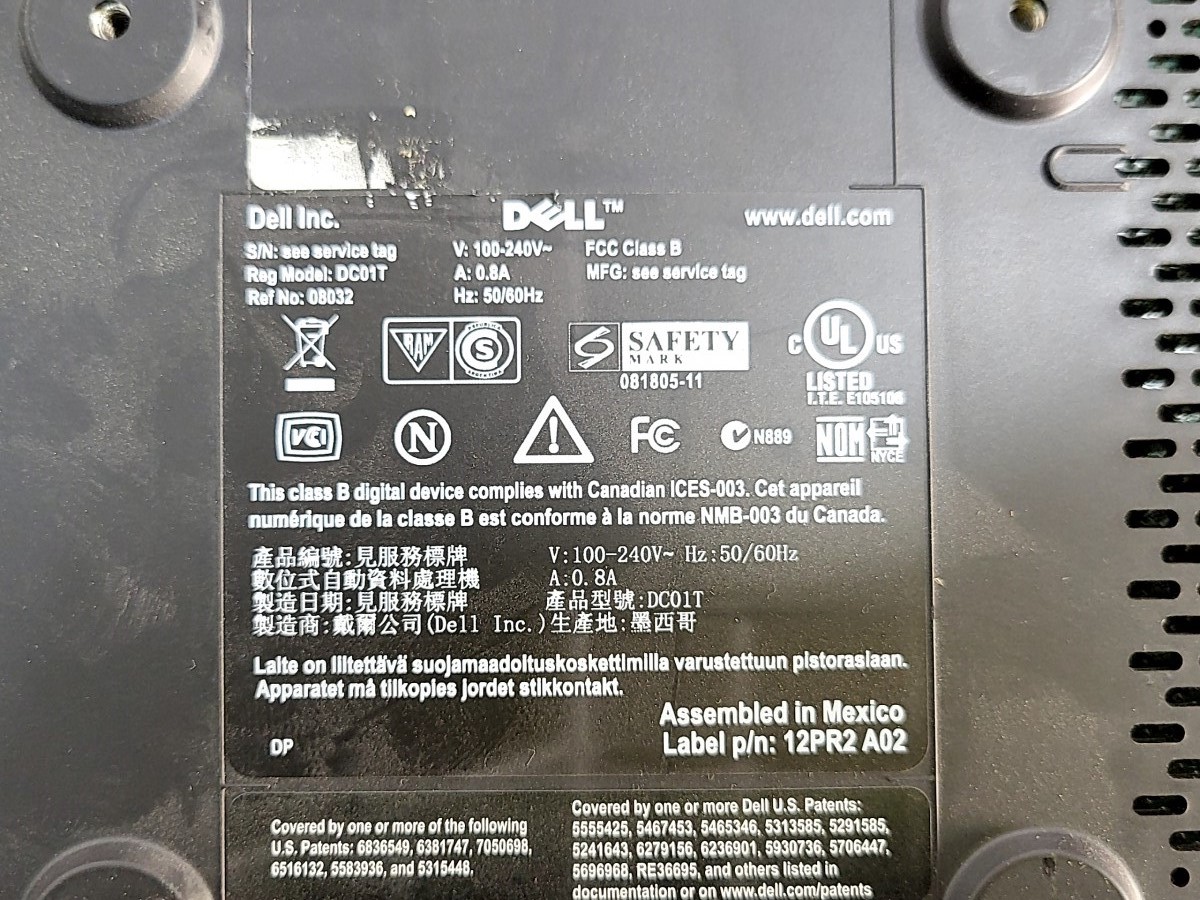 Dell Inc. DELL™ www.dell.com
S/N: see service tag V: 100-240V~ FCC Class B
Reg Model: DC01T A: 0.8A MFG: see service tag
Ref No: 08032 Hz: 50/60Hz
RAM S SAFETY MARK C UL US
081805-11 LISTED
I.T.E. E105106
VCI N FC N889 NOM NYCE
This class B digital device complies with Canadian ICES-003. Cet appareil
numérique de la classe B est conforme à la norme NMB-003 du Canada.
產品編號:見服務標牌 V:100-240V~ Hz:50/60Hz
數位式自動資料處理機 A:0.8A
製造日期:見服務標牌 產品型號:DC01T
製造商:戴爾公司(Dell Inc.)生產地:墨西哥
Laite on liitettävä suojamaadoituskoskettimilla varustettuun pistorasiaan.
Apparatet må tilkoples jordet stikkontakt.
Assembled in Mexico
DP Label p/n: 12PR2 A02
Covered by one or more of the following
U.S. Patents: 6836549, 6381747, 7050698,
6516132, 5583936, and 5315448.
Covered by one or more Dell U.S. Patents:
5555425, 5467453, 5465346, 5313585, 5291585,
5241643, 6279156, 6236901, 5930736, 5706447,
5696968, RE36695, and others listed in
documentation or on www.dell.com/patents